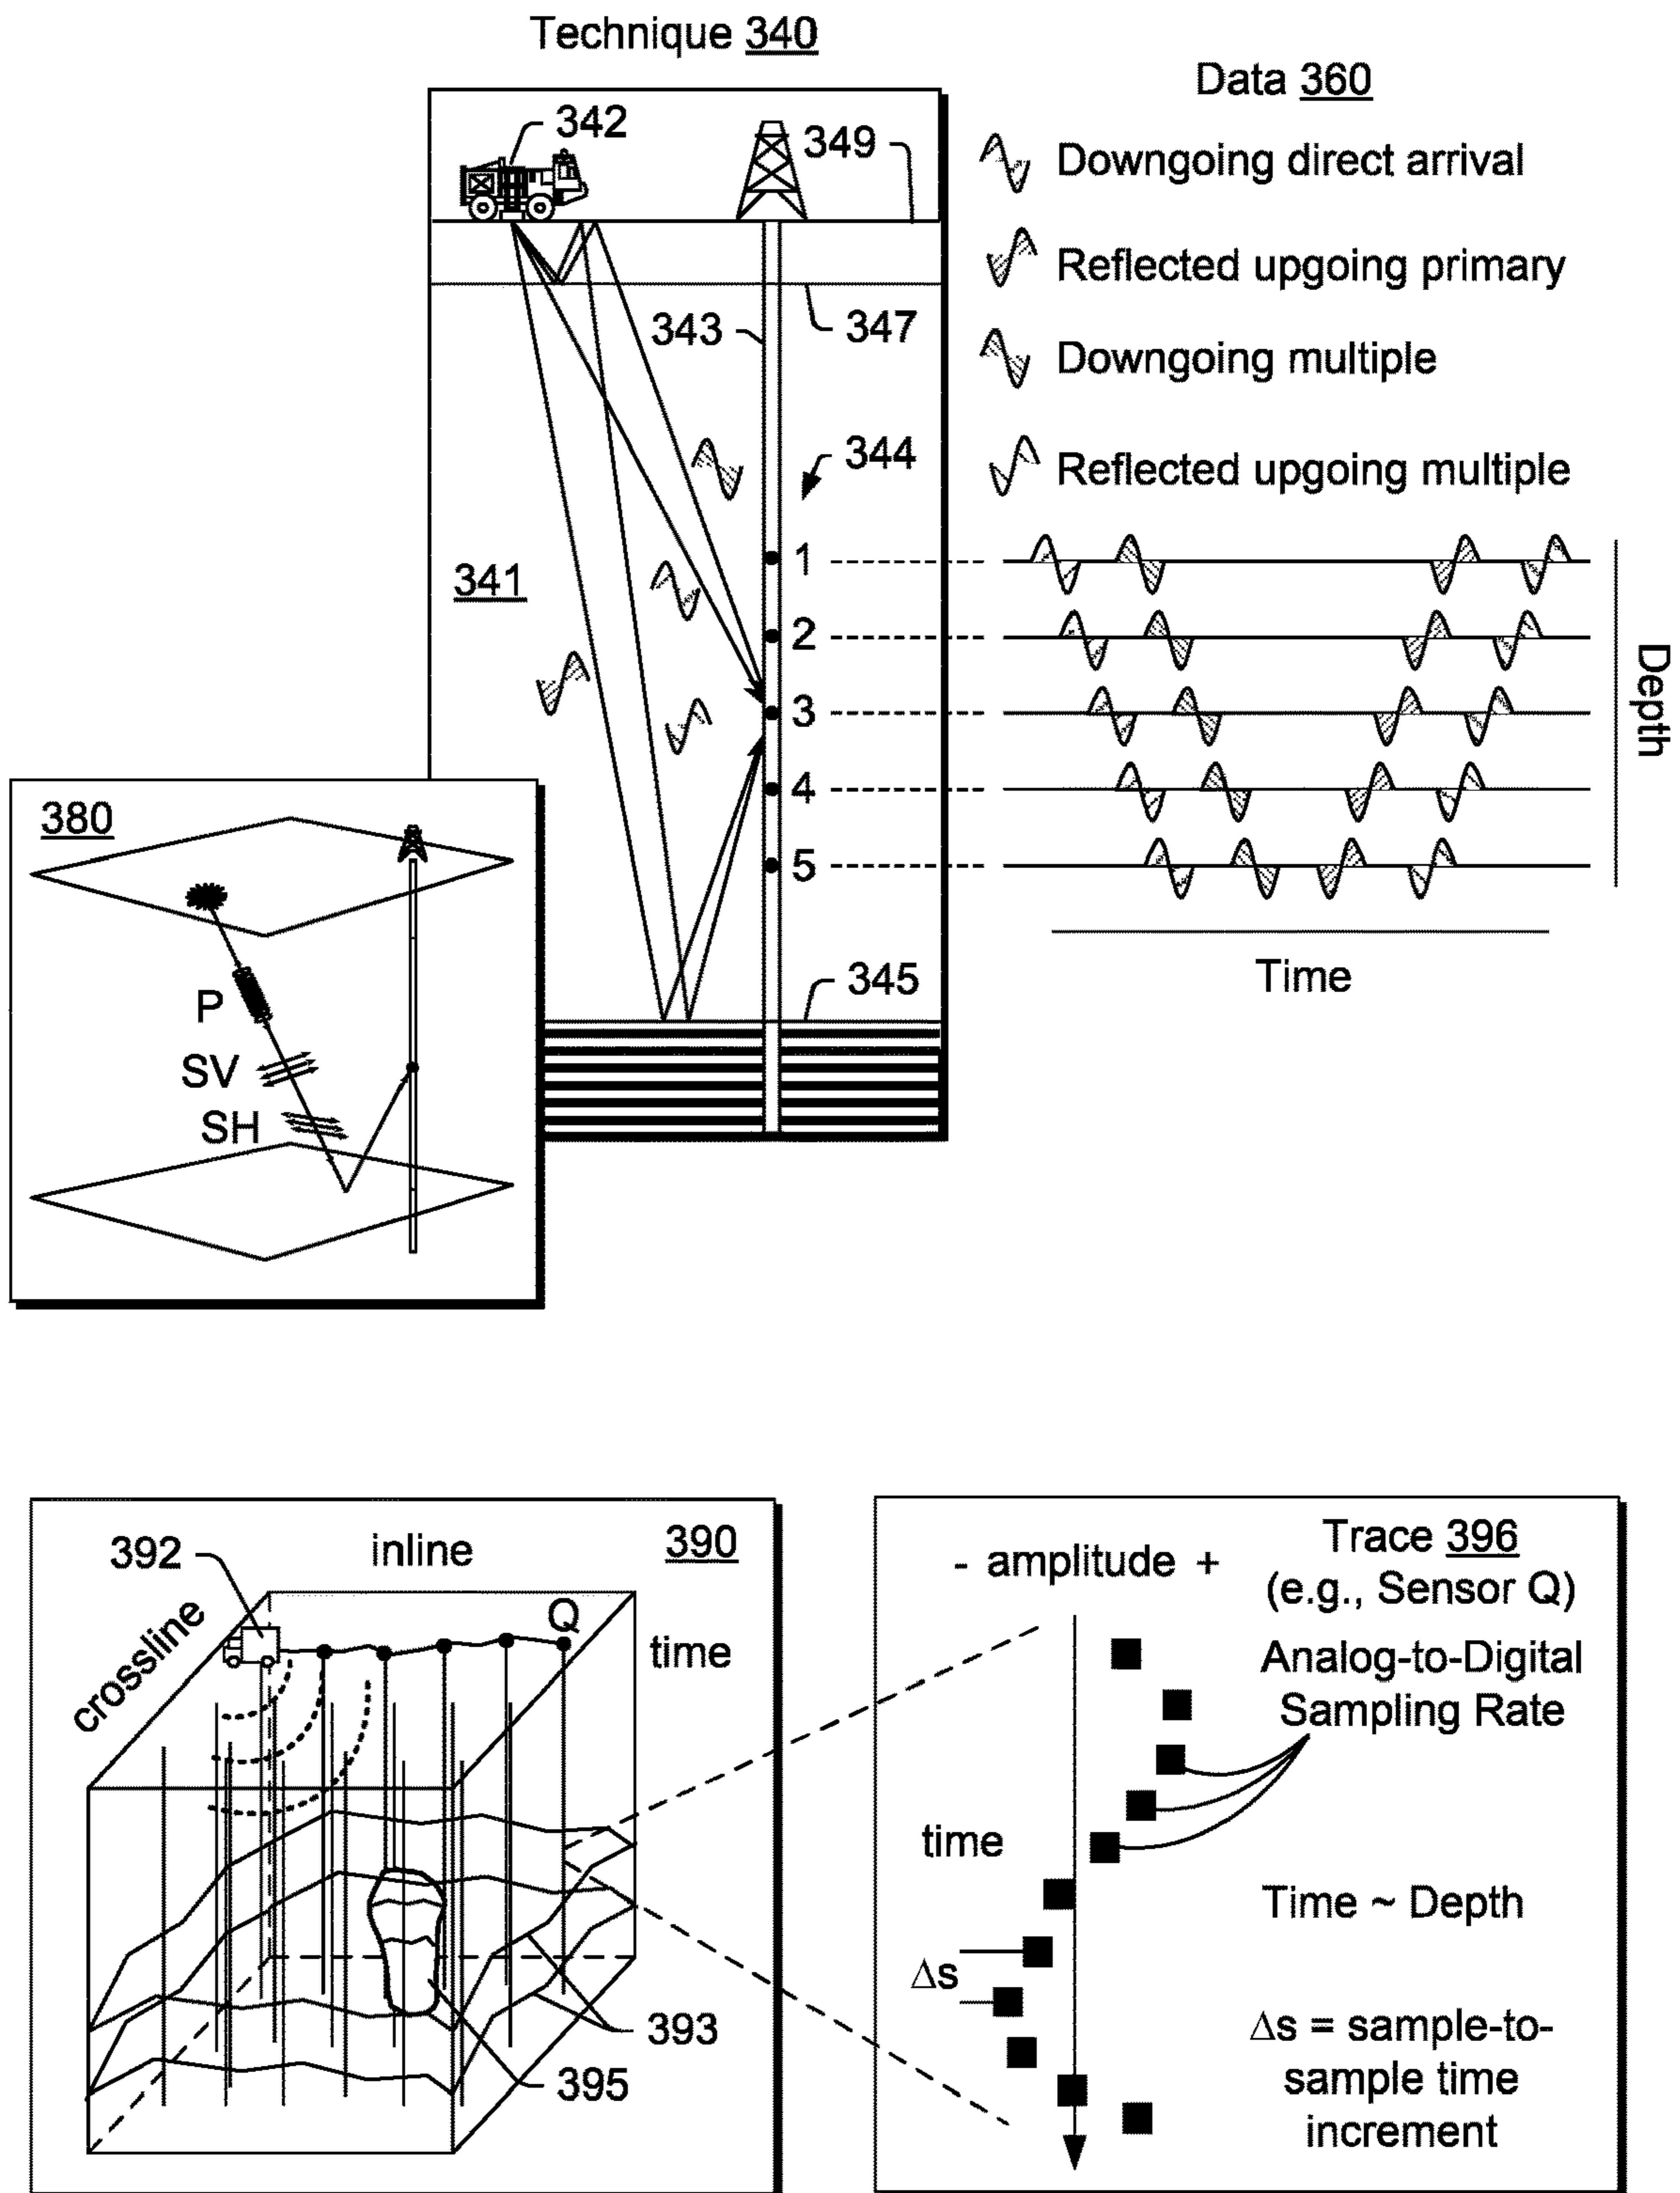 Technique 340
Data 360
342
349
Downgoing direct arrival
Reflected upgoing primary
343
347
Downgoing multiple
344
Reflected upgoing multiple
341
1
2
3
4
5
Depth
Time
345
380
P
SV
SH
390
392
inline
crossline
Q
time
393
395
Trace 396
(e.g., Sensor Q)
- amplitude +
Analog-to-Digital
Sampling Rate
time
Time ~ Depth
Δs
Δs = sample-to-
sample time
increment